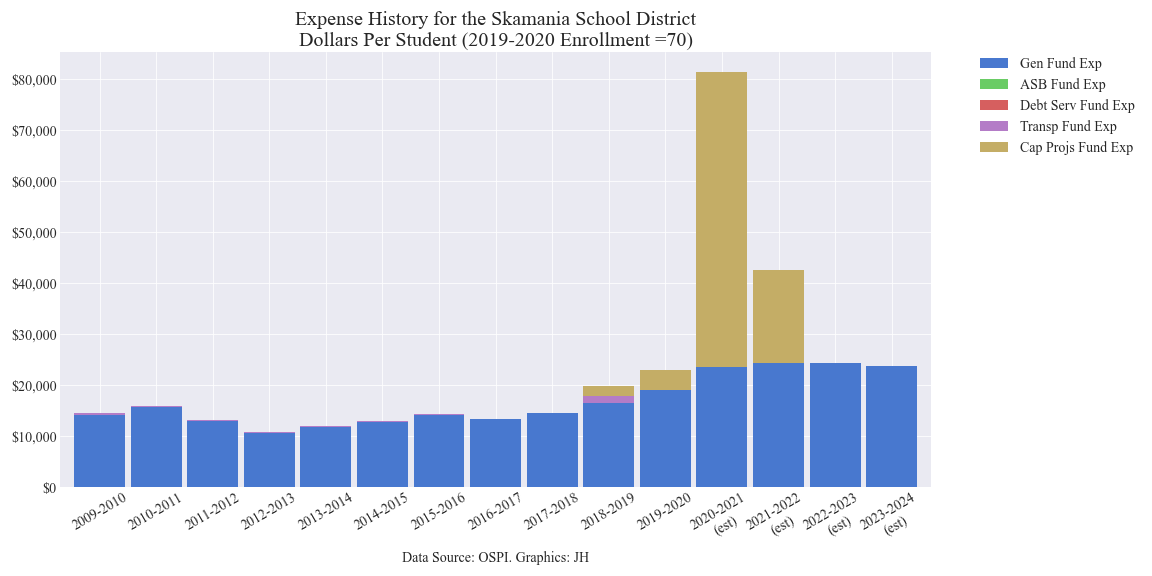 Expense History for the Skamania School District
Dollars Per Student (2019-2020 Enrollment =70)
Gen Fund Exp
ASB Fund Exp
Debt Serv Fund Exp
Transp Fund Exp
Cap Projs Fund Exp
$80,000
$70,000
$60,000
$50,000
$40,000
$30,000
$20,000
$10,000
$0
2009-2010
2010-2011
2011-2012
2012-2013
2013-2014
2014-2015
2015-2016
2016-2017
2017-2018
2018-2019
2019-2020
2020-2021
(est)
2021-2022
(est)
2022-2023
(est)
2023-2024
(est)
Data Source: OSPI. Graphics: JH